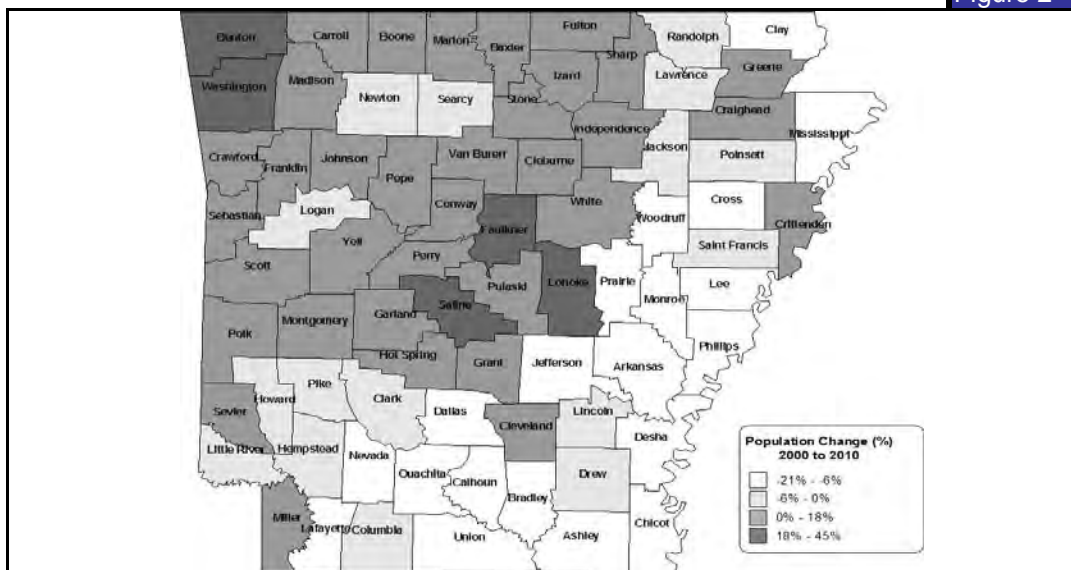 Figure 2
Benton
Carroll
Boone
Marion
Baxter
Fulton
Randolph
Clay
Sharp
Izard
Greene
Lawrence
Washington
Madison
Newton
Searcy
Stone
Craighead
Independence
Mississippi
Jackson
Poinsett
Crawford
Franklin
Johnson
Van Buren
Cleburne
Pope
Conway
White
Woodruff
Cross
Crittenden
Sebastian
Logan
Faulkner
Saint Francis
Yell
Perry
Scott
Pulaski
Lonoke
Prairie
Lee
Monroe
Saline
Garland
Montgomery
Polk
Phillips
Hot Spring
Grant
Jefferson
Arkansas
Pike
Howard
Clark
Dallas
Sevier
Cleveland
Lincoln
Desha
Little River
Hempstead
Nevada
Ouachita
Calhoun
Drew
Bradley
Miller
Lafayette
Columbia
Union
Ashley
Chicot
Population Change (%)
2000 to 2010
-21% - -6%
-6% - 0%
0% - 18%
18% - 45%